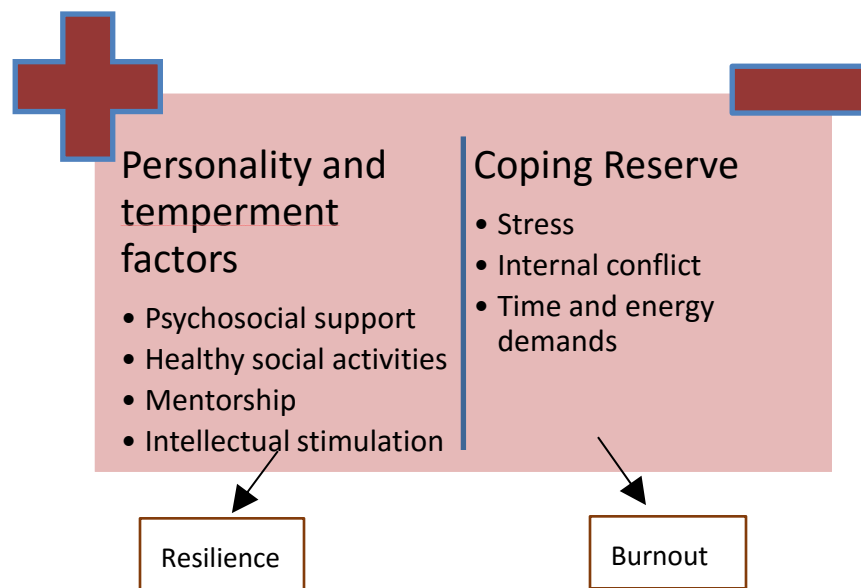 Personality and
temperment
factors
• Psychosocial support
• Healthy social activities
• Mentorship
• Intellectual stimulation
Coping Reserve
• Stress
• Internal conflict
• Time and energy
demands
Resilience
Burnout